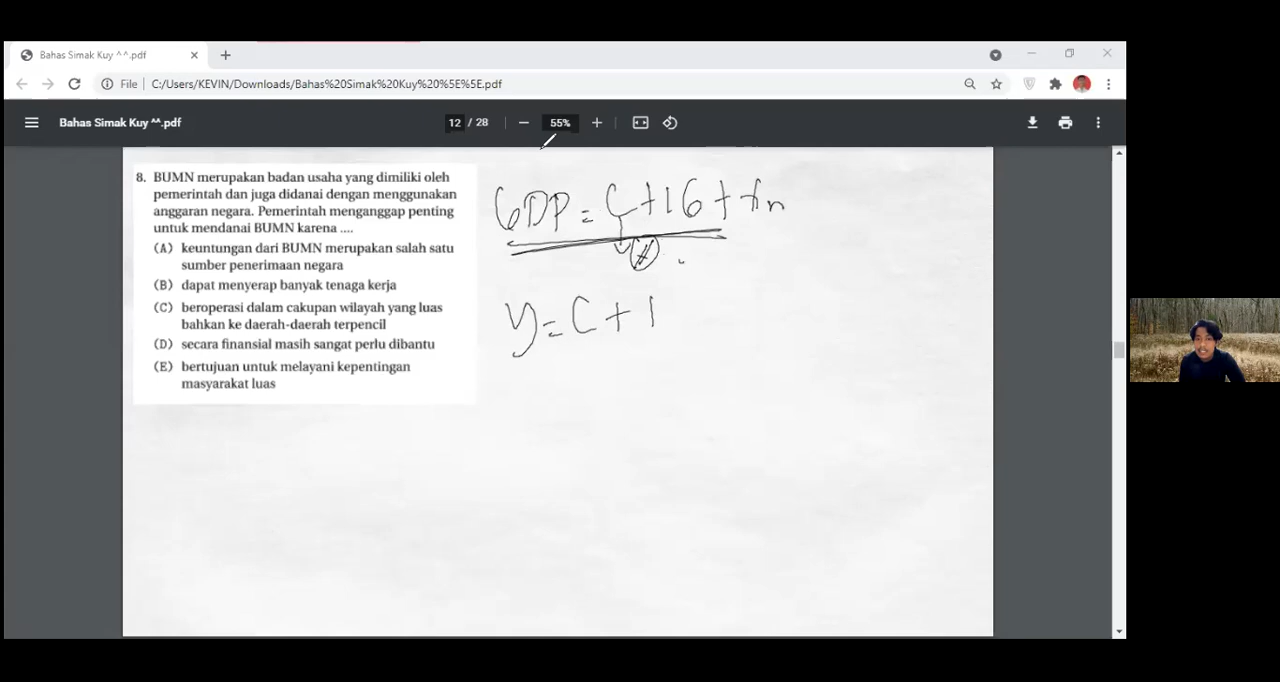 Bahas Simak Kuy ^^.pdf
File C:/Users/KEVIN/Downloads/Bahas%20Simak%20Kuy%20%5E%5E.pdf
Bahas Simak Kuy ^^.pdf 12 / 28 55%
8. BUMN merupakan badan usaha yang dimiliki oleh
pemerintah dan juga didanai dengan menggunakan
anggaran negara. Pemerintah menganggap penting
untuk mendanai BUMN karena ....
(A) keuntungan dari BUMN merupakan salah satu
sumber penerimaan negara
(B) dapat menyerap banyak tenaga kerja
(C) beroperasi dalam cakupan wilayah yang luas
bahkan ke daerah-daerah terpencil
(D) secara finansial masih sangat perlu dibantu
(E) bertujuan untuk melayani kepentingan
masyarakat luas
GDP = C + I G +
y = C + I